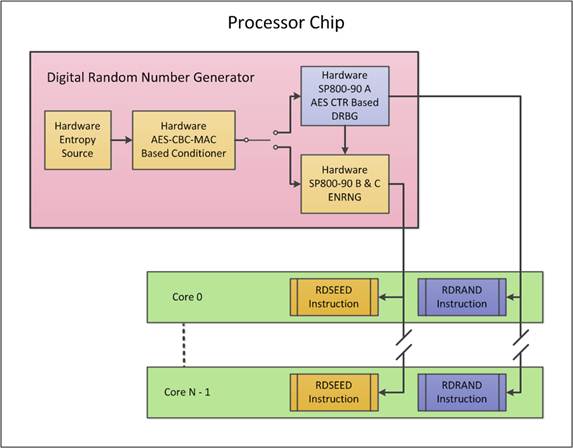 Processor Chip
Digital Random Number Generator
Hardware
Entropy
Source
Hardware
AES-CBC-MAC
Based Conditioner
Hardware
SP800-90 A
AES CTR Based
DRBG
Hardware
SP800-90 B & C
ENRNG
Core 0
RDSEED
Instruction
RDRAND
Instruction
Core N - 1
RDSEED
Instruction
RDRAND
Instruction